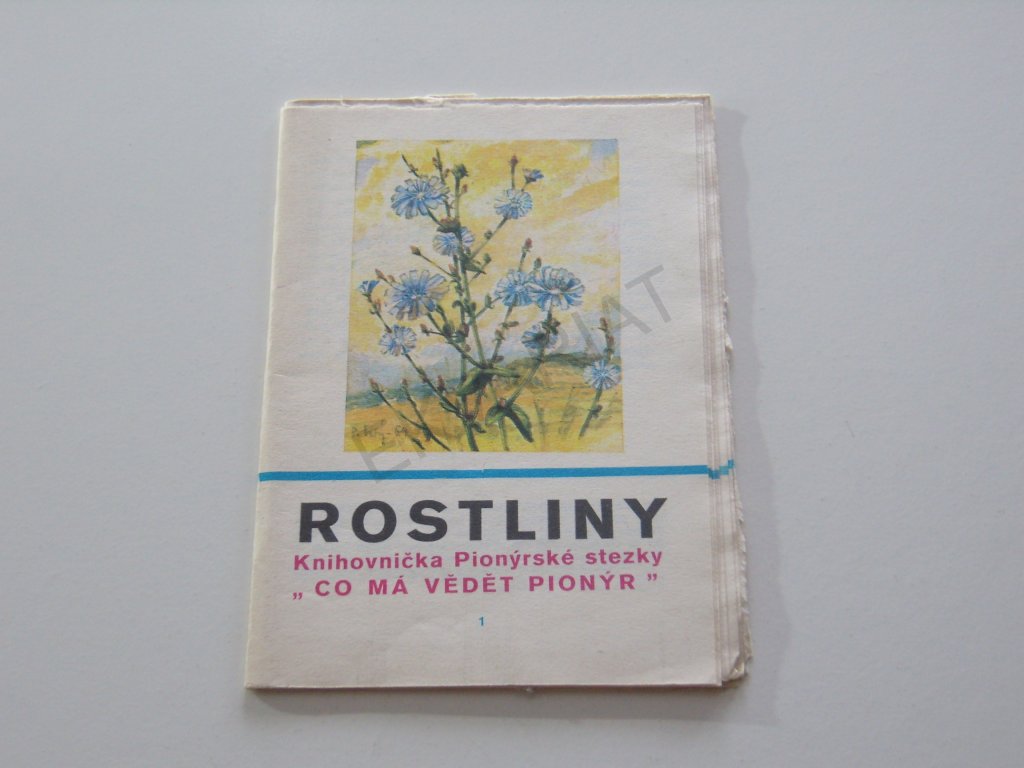 ROSTLINY
Knihovnička Pionýrské stezky
„ CO MÁ VĚDĚT PIONÝR ”
1